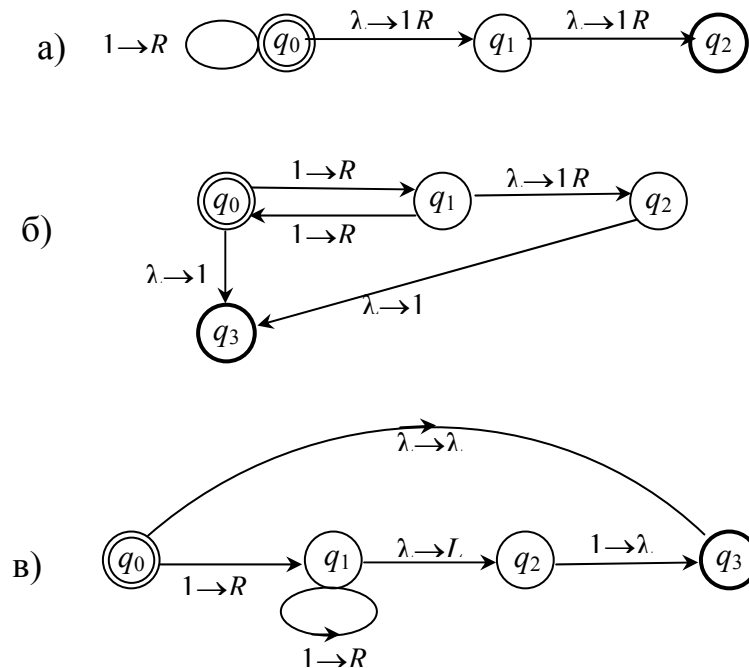 а) 1→R q0 λ→1R q1 λ→1R q2
б) q0 1→R 1→R q1 λ→1R q2
λ→1 λ→1
q3
λ→λ
в) q0 1→R q1 λ→L q2 1→λ q3
1→R